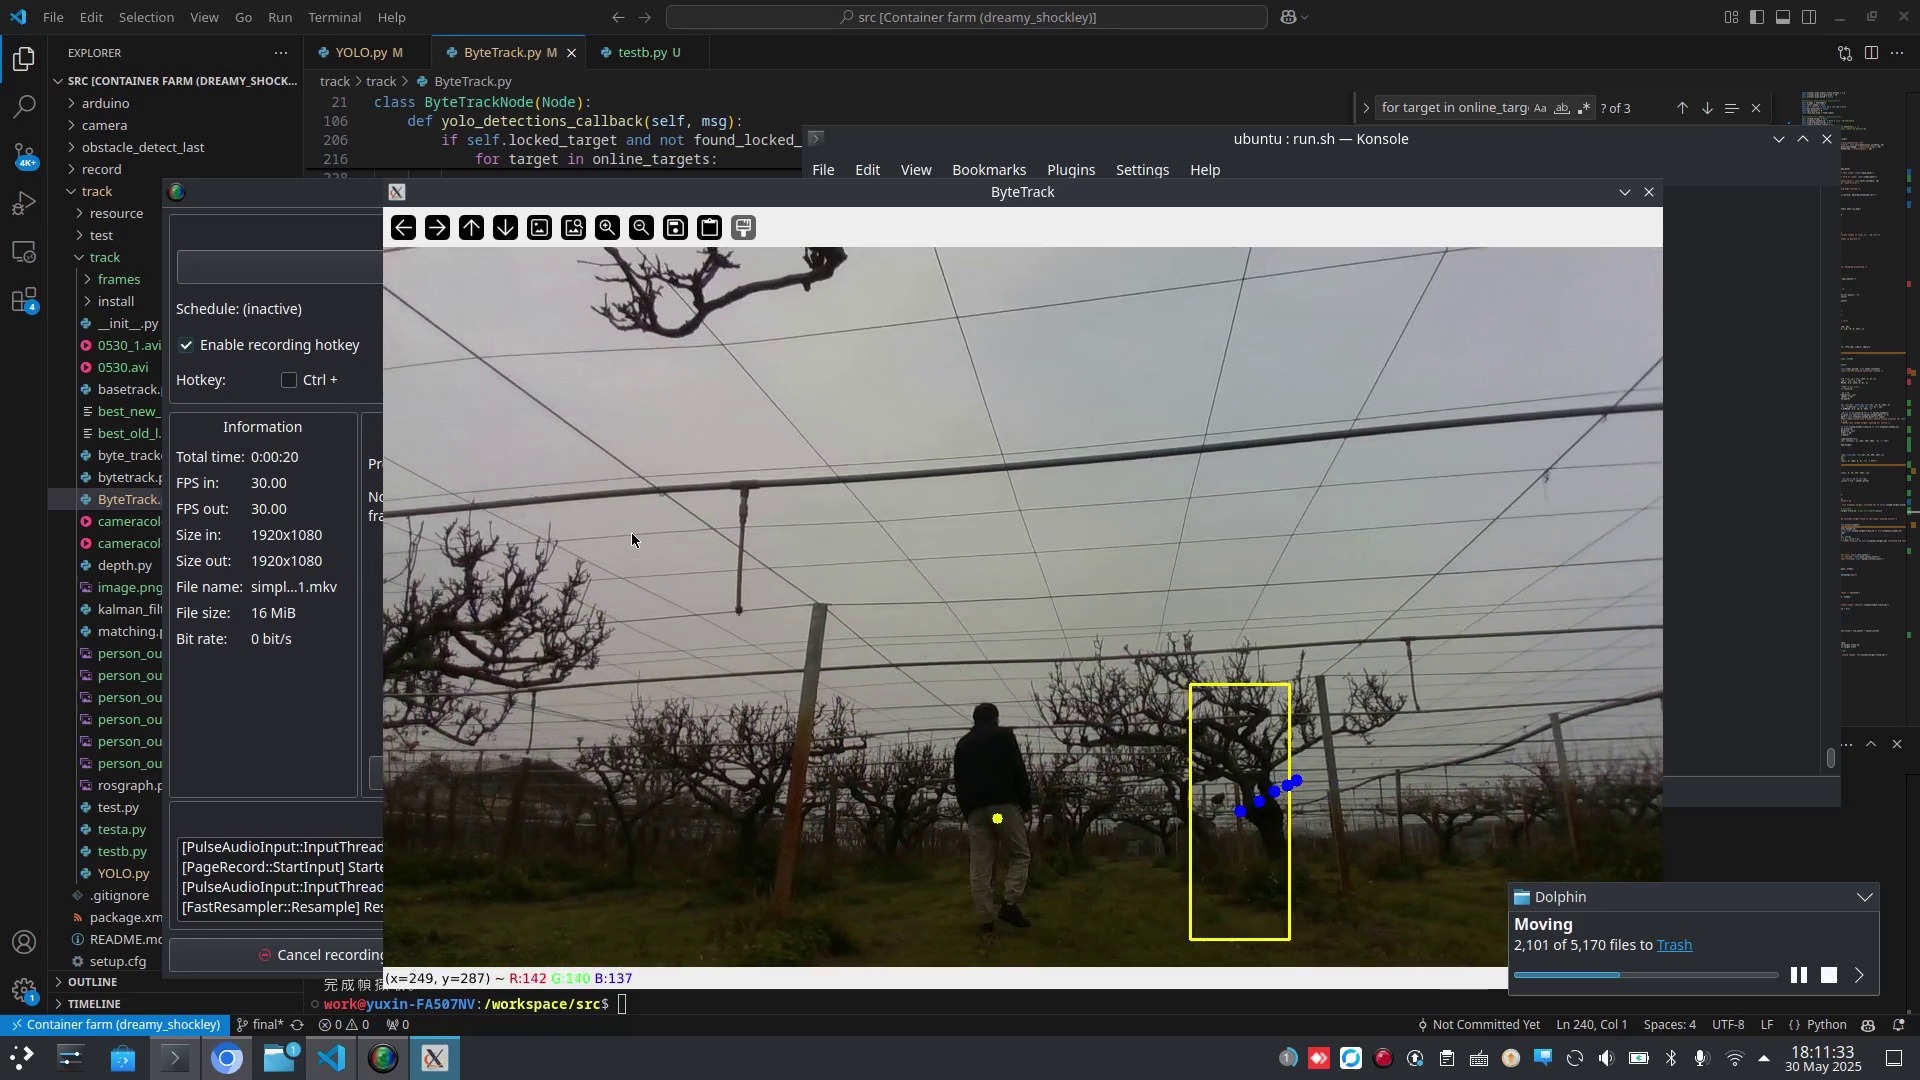 File Edit Selection View Go Run Terminal Help
src [Container farm (dreamy_shockley)]
EXPLORER
YOLO.py M
ByteTrack.py M
testb.py U
SRC [CONTAINER FARM (DREAMY_SHOCK...
track > track > ByteTrack.py
arduino
camera
obstacle_detect_last
record
track
resource
test
track
frames
install
__init__.py
0530_1.avi
0530.avi
basetrack.
best_new_
best_old_l.
byte_track
bytetrack.p
ByteTrack.
cameracol
cameracol
depth.py
image.png
kalman_filt
matching.p
person_ou
person_ou
person_ou
person_ou
person_ou
person_ou
rosgraph.p
test.py
testa.py
testb.py
YOLO.py
.gitignore
package.xm
README.md
setup.cfg
OUTLINE
TIMELINE
4K+
4
1
21 class ByteTrackNode(Node):
106 def yolo_detections_callback(self, msg):
206 if self.locked_target and not found_locked_
216 for target in online_targets:
228
for target in online_targ Aa ab ? of 3
ubuntu : run.sh — Konsole
File Edit View Bookmarks Plugins Settings Help
ByteTrack
Schedule: (inactive)
Enable recording hotkey
Hotkey: Ctrl +
Information
Total time: 0:00:20
FPS in: 30.00
FPS out: 30.00
Size in: 1920x1080
Size out: 1920x1080
File name: simpl...1.mkv
File size: 16 MiB
Bit rate: 0 bit/s
Pr
No
fra
[PulseAudioInput::InputThread
[PageRecord::StartInput] Starte
[PulseAudioInput::InputThread
[FastResampler::Resample] Res
Cancel recording
(x=249, y=287) ~ R:142 G:140 B:137
work@yuxin-FA507NV:/workspace/src$
Dolphin
Moving
2,101 of 5,170 files to Trash
Container farm (dreamy_shockley)
final*
0 0
0
Not Committed Yet
Ln 240, Col 1
Spaces: 4
UTF-8
LF
{} Python
1
1
18:11:33
30 May 2025